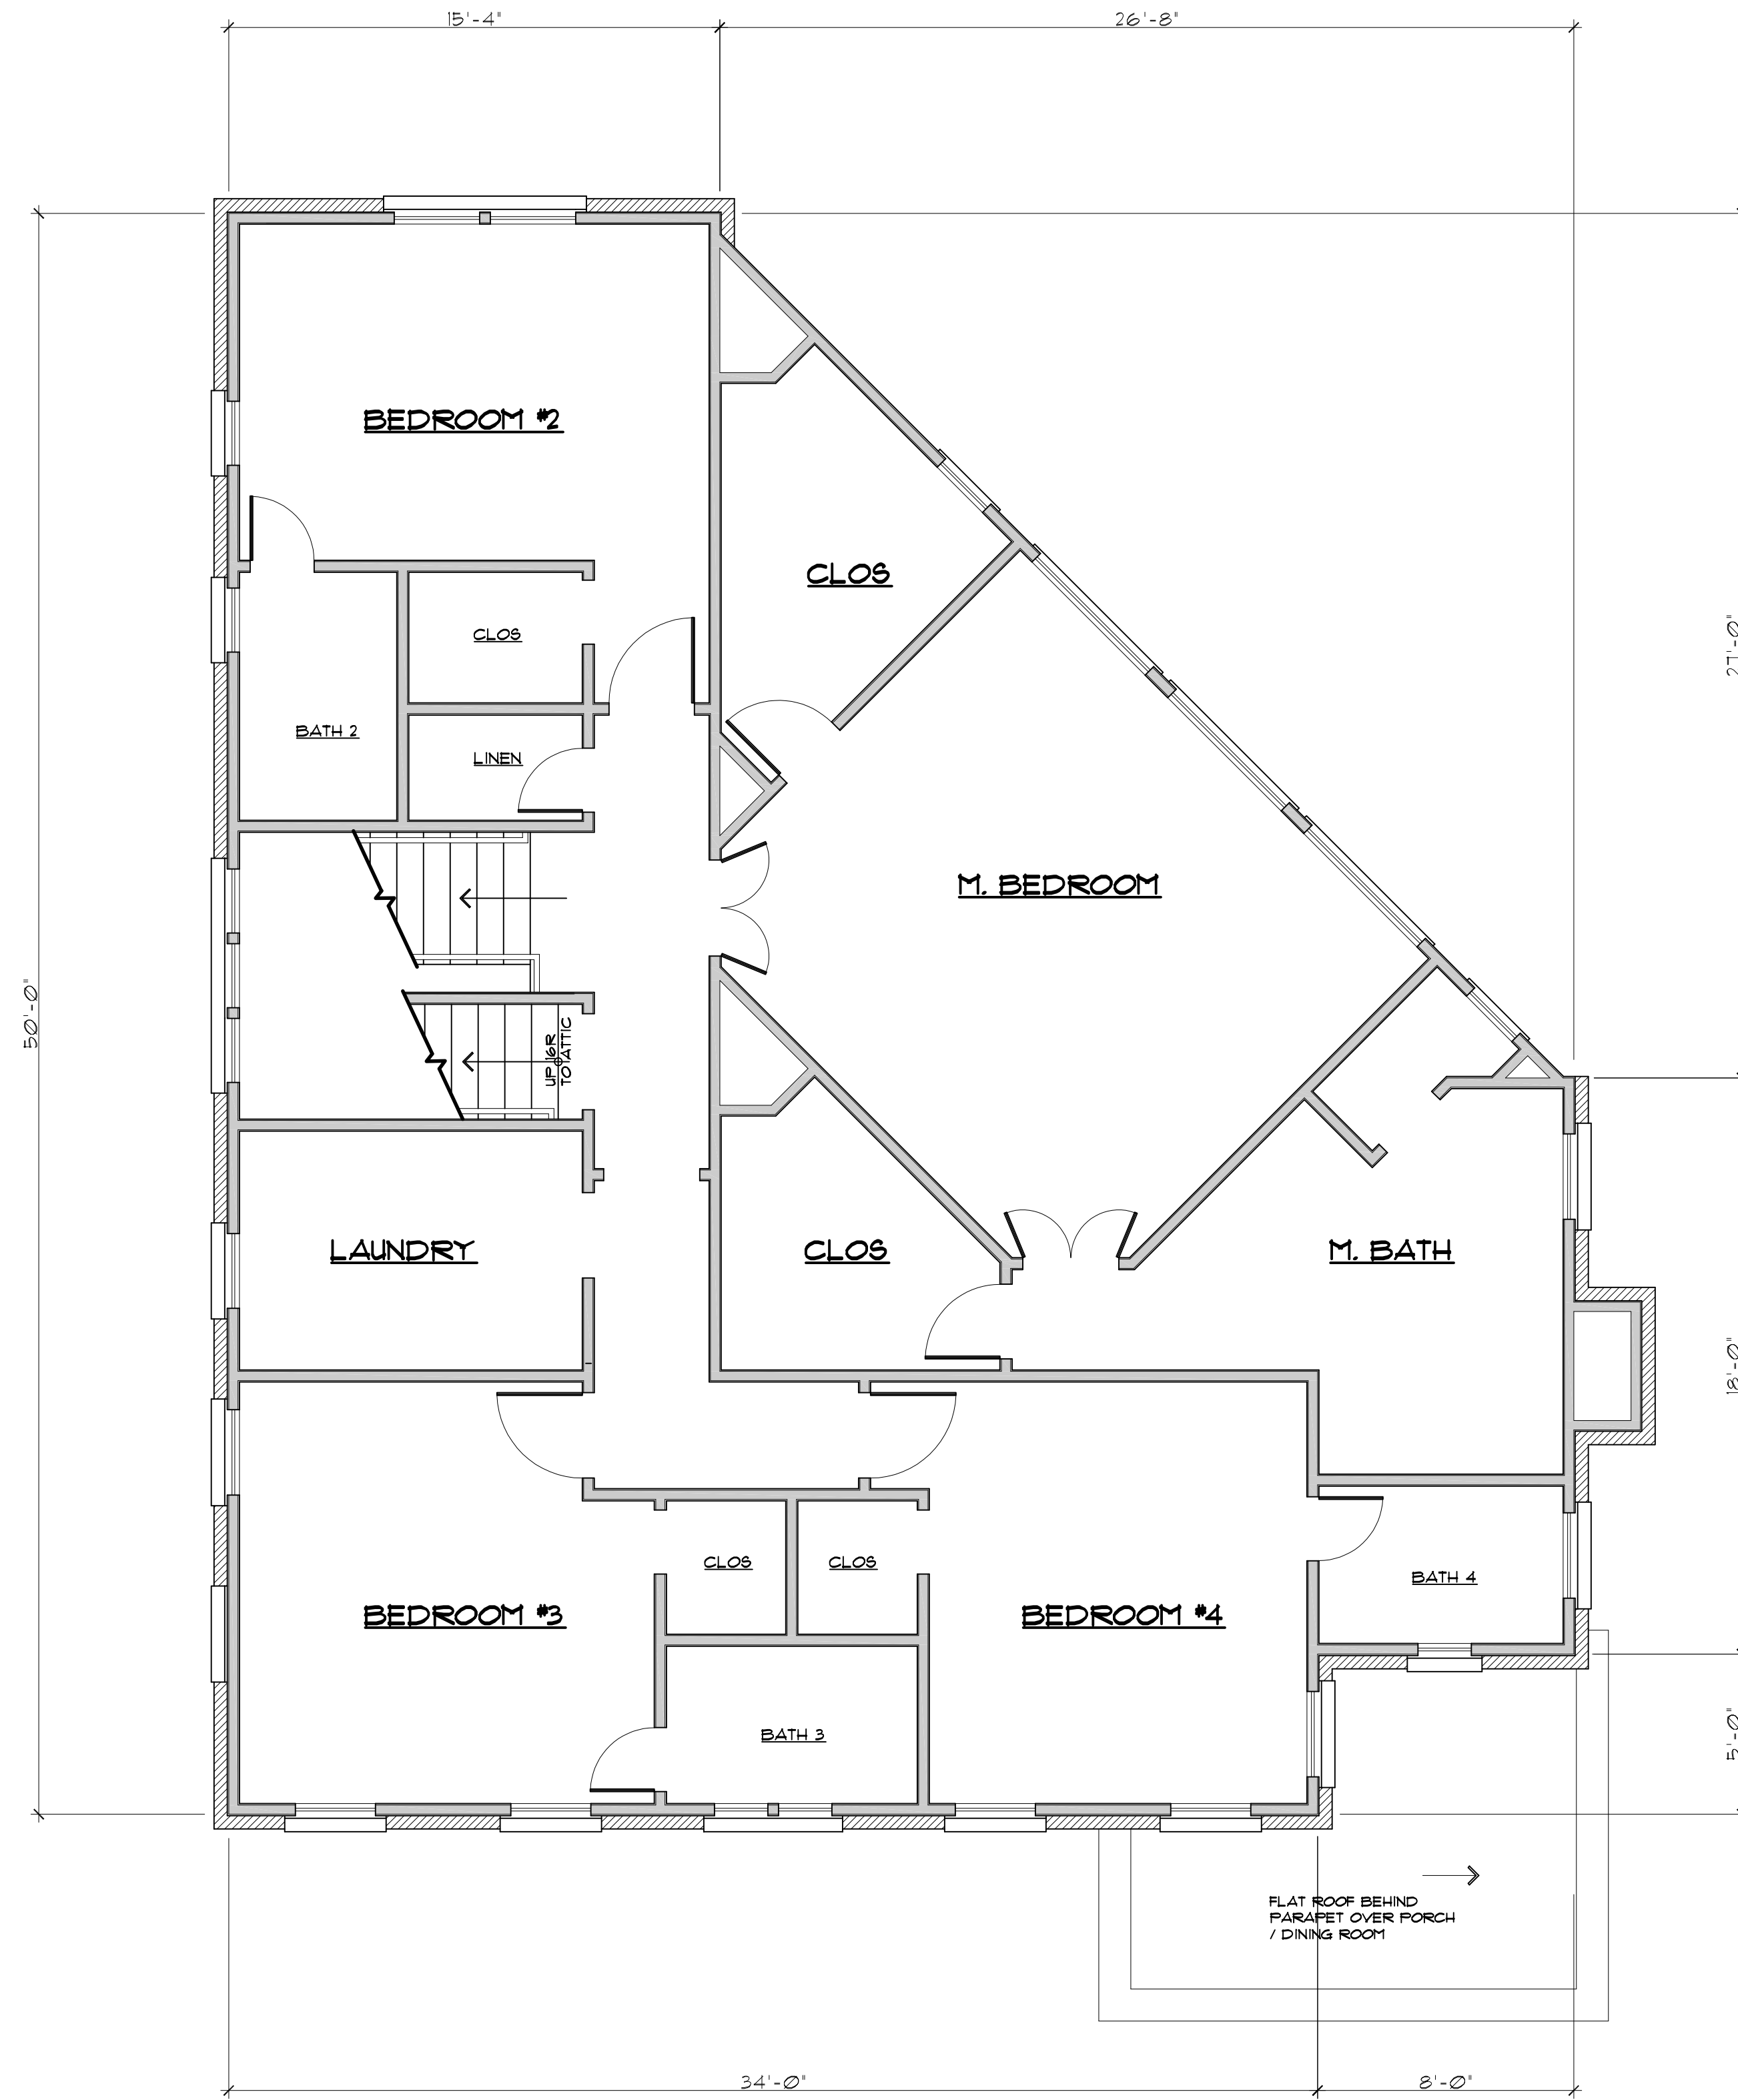 15'-4"
26'-8"
BEDROOM #2
CLOS
CLOS
27'-0"
BATH 2
LINEN
M. BEDROOM
50'-0"
UP 16R
TO ATTIC
LAUNDRY
CLOS
M. BATH
18'-0"
CLOS
CLOS
BATH 4
BEDROOM #3
BEDROOM #4
BATH 3
5'-0"
FLAT ROOF BEHIND
PARAPET OVER PORCH
/ DINING ROOM
34'-0"
8'-0"